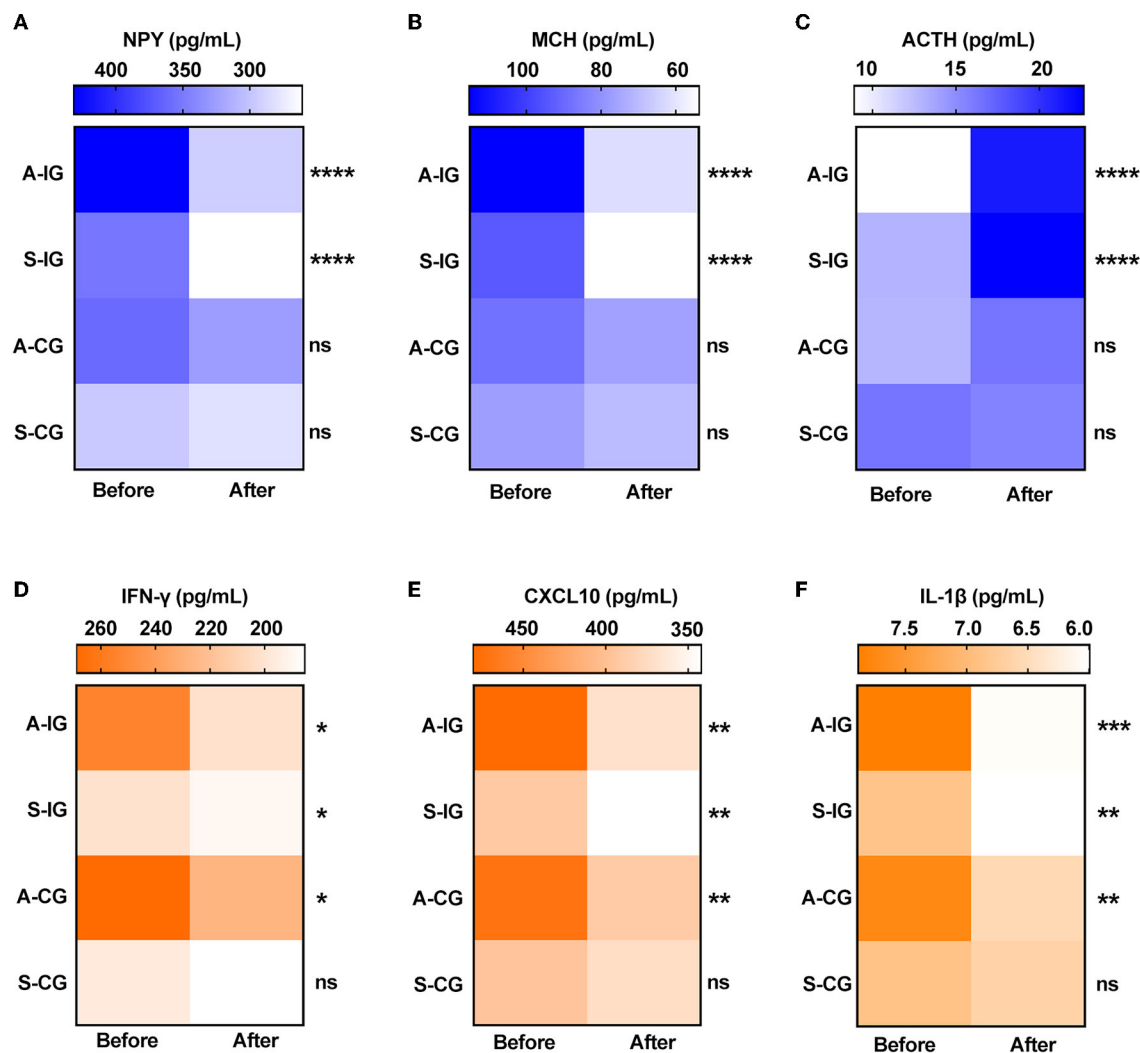 A
NPY (pg/mL)
400 350 300
A-IG ****
S-IG ****
A-CG ns
S-CG ns
Before After
B
MCH (pg/mL)
100 80 60
A-IG ****
S-IG ****
A-CG ns
S-CG ns
Before After
C
ACTH (pg/mL)
10 15 20
A-IG ****
S-IG ****
A-CG ns
S-CG ns
Before After
D
IFN-γ (pg/mL)
260 240 220 200
A-IG *
S-IG *
A-CG *
S-CG ns
Before After
E
CXCL10 (pg/mL)
450 400 350
A-IG **
S-IG **
A-CG **
S-CG ns
Before After
F
IL-1β (pg/mL)
7.5 7.0 6.5 6.0
A-IG ***
S-IG **
A-CG **
S-CG ns
Before After